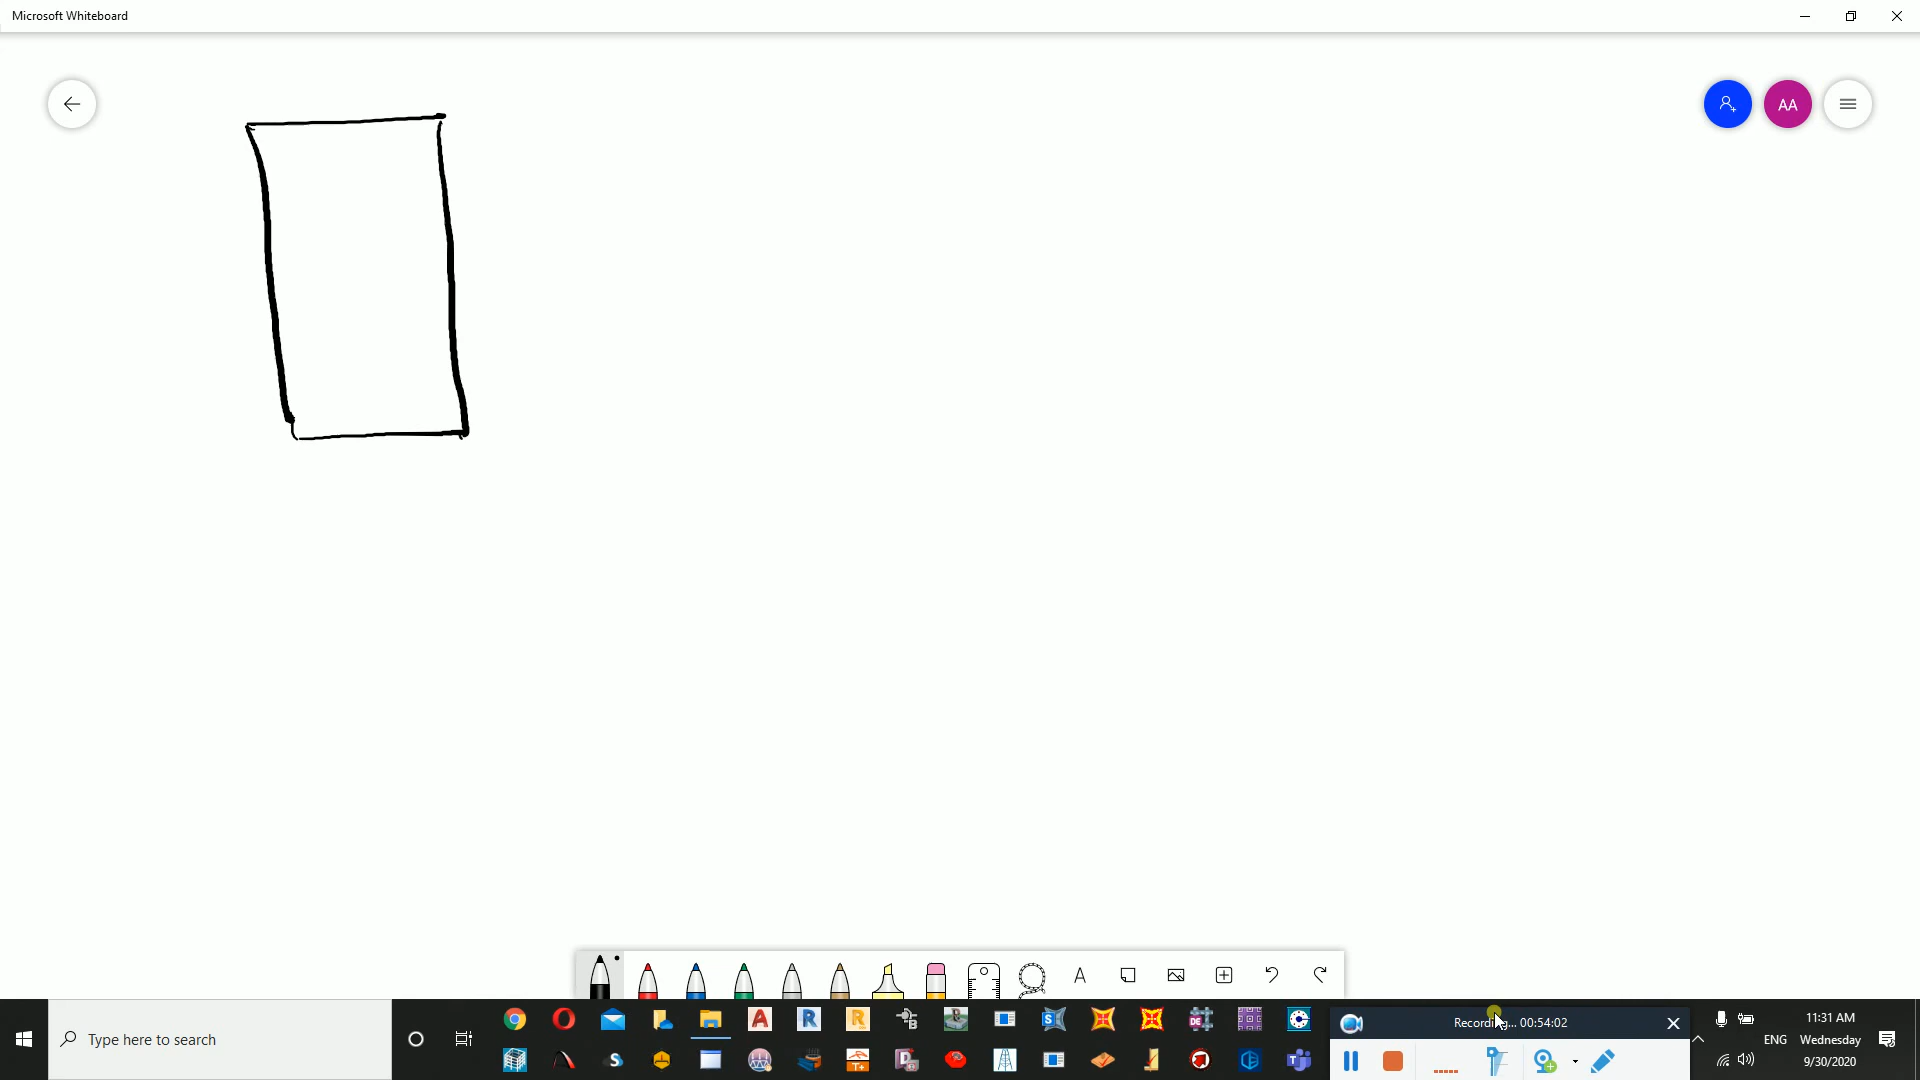 Microsoft Whiteboard
AA
A
Type here to search
Recording... 00:54:02
11:31 AM
ENG Wednesday
9/30/2020